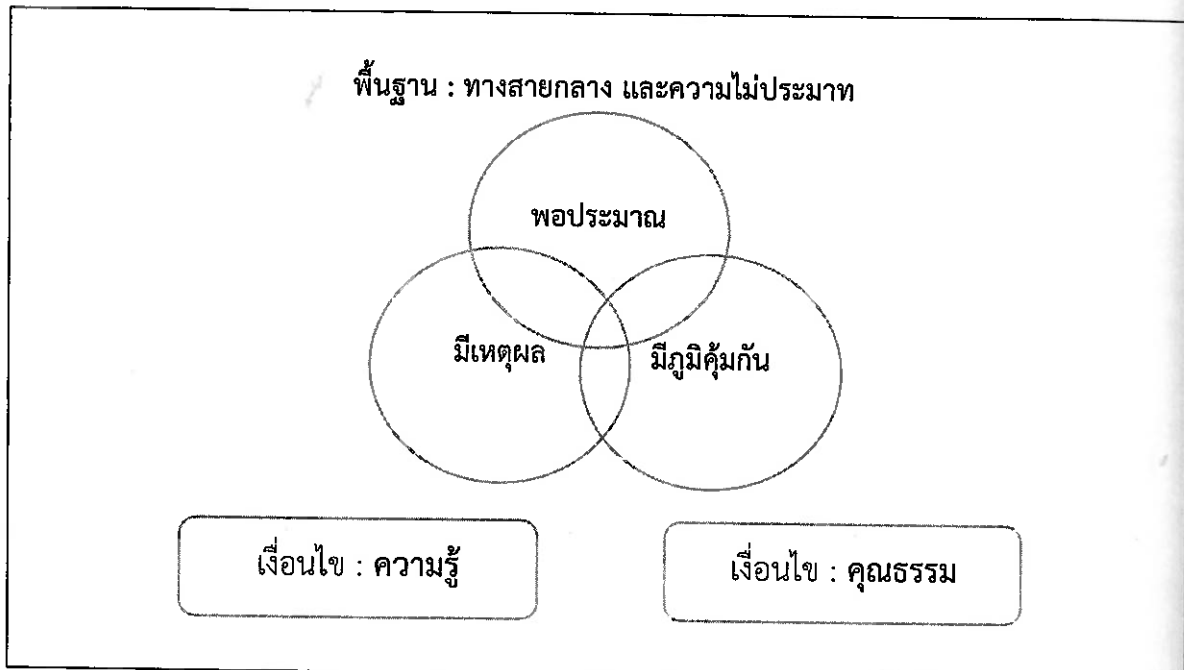 พื้นฐาน : ทางสายกลาง และความไม่ประมาท
พอประมาณ
มีเหตุผล
มีภูมิคุ้มกัน
เงื่อนไข : ความรู้
เงื่อนไข : คุณธรรม